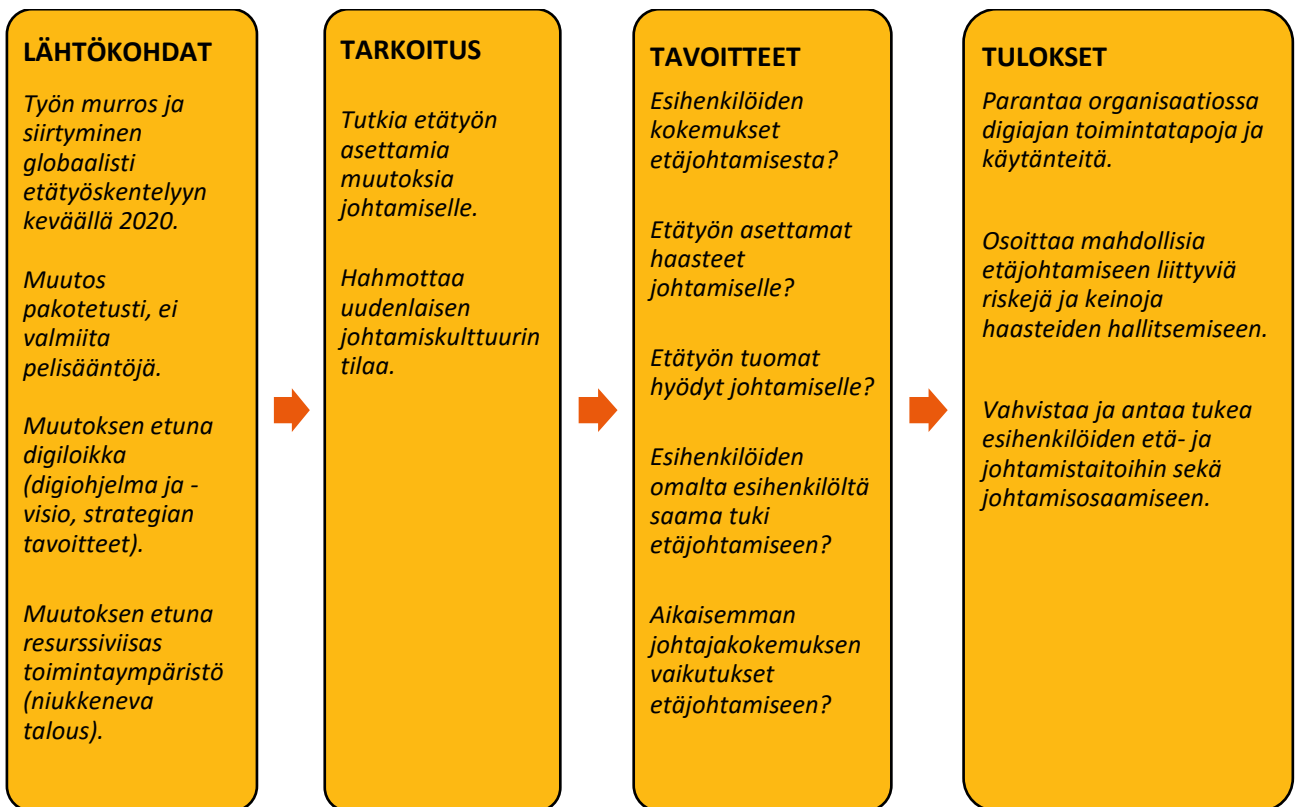 LÄHTÖKOHDAT
Työn murros ja
siirtyminen
globaalisti
etätyöskentelyyn
keväällä 2020.
Muutos
pakotetusti, ei
valmiita
pelisääntöjä.
Muutoksen etuna
digiloikka
(digiohjelma ja -
visio, strategian
tavoitteet).
Muutoksen etuna
resurssiviisas
toimintaympäristö
(niukkeneva
talous).
TARKOITUS
Tutkia etätyön
asettamia
muutoksia
johtamiselle.
Hahmottaa
uudenlaisen
johtamiskulttuurin
tilaa.
TAVOITTEET
Esihenkilöiden
kokemukset
etäjohtamisesta?
Etätyön asettamat
haasteet
johtamiselle?
Etätyön tuomat
hyödyt johtamiselle?
Esihenkilöiden
omalta esihenkilöltä
saama tuki
etäjohtamiseen?
Aikaisemman
johtajakokemuksen
vaikutukset
etäjohtamiseen?
TULOKSET
Parantaa organisaatiossa
digiajan toimintatapoja ja
käytänteitä.
Osoittaa mahdollisia
etäjohtamiseen liittyviä
riskejä ja keinoja
haasteiden hallitsemiseen.
Vahvistaa ja antaa tukea
esihenkilöiden etä- ja
johtamistaitoihin sekä
johtamisosaamiseen.